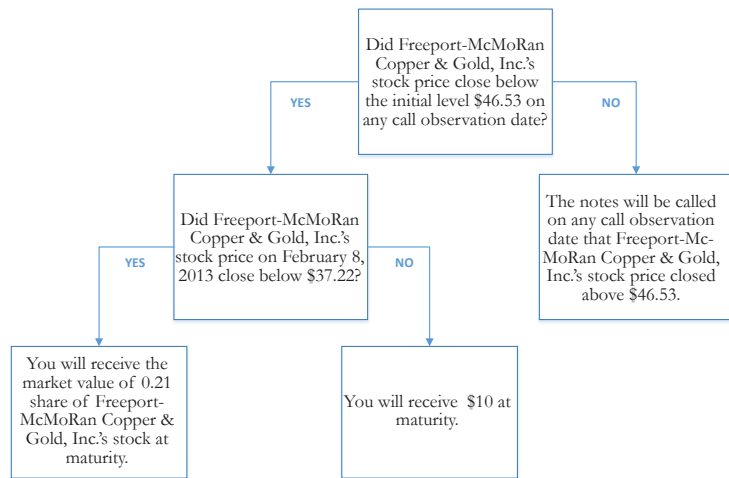 Did Freeport-McMoRan
Copper & Gold, Inc.'s
stock price close below
the initial level $46.53 on
any call observation date?
YES
NO
Did Freeport-McMoRan
Copper & Gold, Inc.'s
stock price on February 8,
2013 close below $37.22?
The notes will be called
on any call observation
date that Freeport-Mc-
MoRan Copper & Gold,
Inc.'s stock price closed
above $46.53.
YES
NO
You will receive the
market value of 0.21
share of Freeport-
McMoRan Copper &
Gold, Inc.'s stock at
maturity.
You will receive $10 at
maturity.